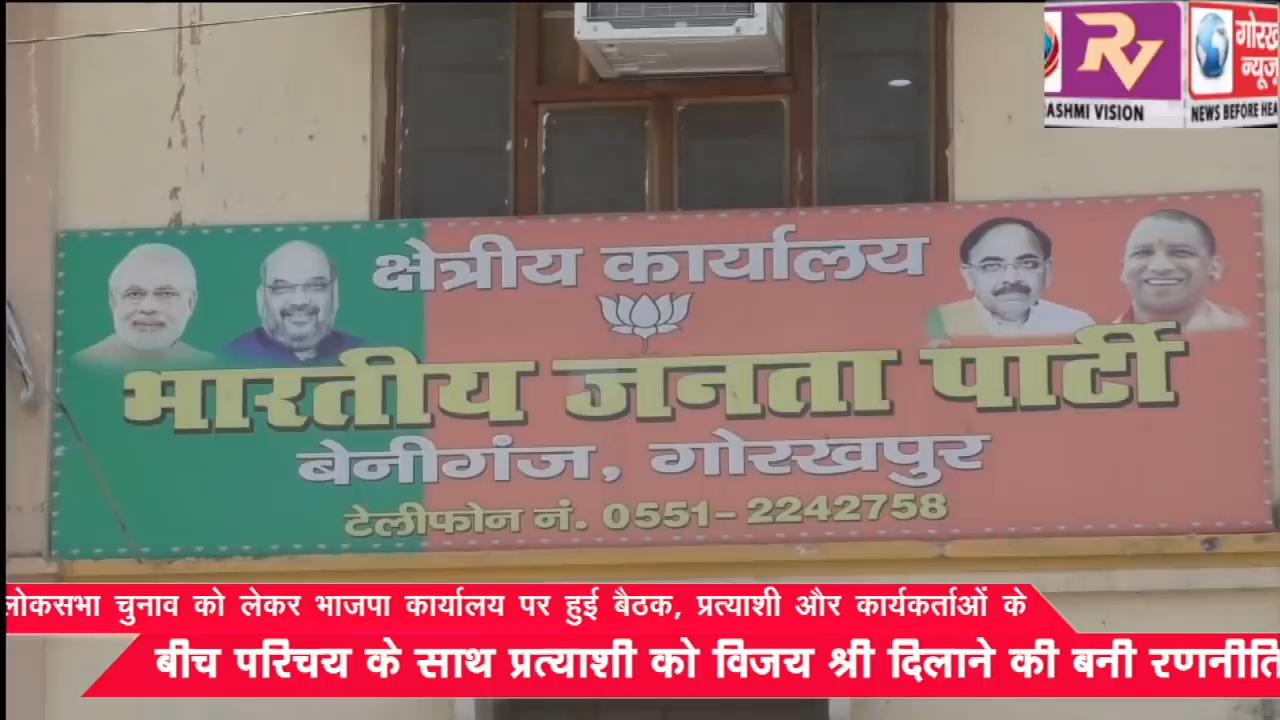 RV
RASHMI VISION
गोरख
न्यूज़
NEWS BEFORE HEA
क्षेत्रीय कार्यालय
भारतीय जनता पार्टी
बेनीगंज, गोरखपुर
टेलीफोन नं. 0551-2242758
लोकसभा चुनाव को लेकर भाजपा कार्यालय पर हुई बैठक, प्रत्याशी और कार्यकर्ताओं के
बीच परिचय के साथ प्रत्याशी को विजय श्री दिलाने की बनी रणनीति